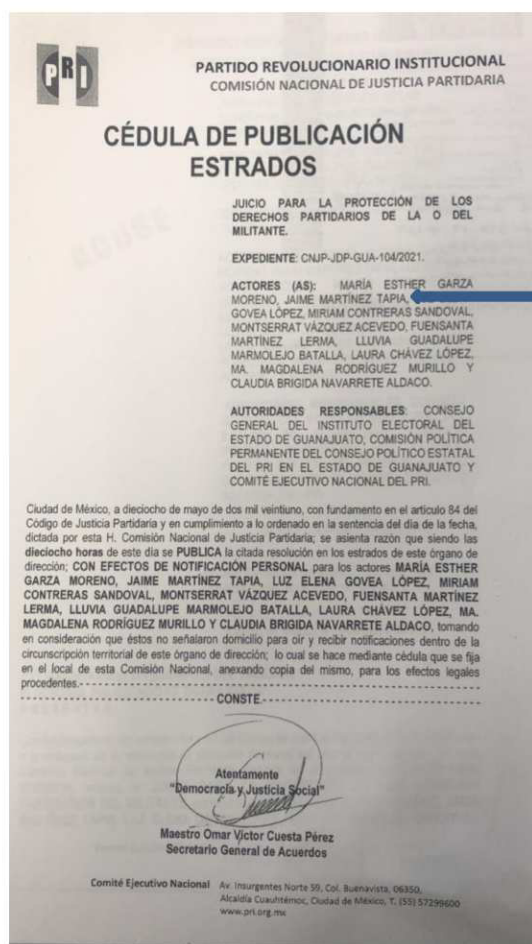 PRI
PARTIDO REVOLUCIONARIO INSTITUCIONAL
COMISIÓN NACIONAL DE JUSTICIA PARTIDARIA
CÉDULA DE PUBLICACIÓN
ESTRADOS
JUICIO PARA LA PROTECCIÓN DE LOS
DERECHOS PARTIDARIOS DE LA O DEL
MILITANTE.
EXPEDIENTE: CNJP-JDP-GUA-104/2021.
ACTORES (AS): MARÍA ESTHER GARZA
MORENO, JAIME MARTÍNEZ TAPIA,
GOVEA LÓPEZ, MIRIAM CONTRERAS SANDOVAL,
MONTSERRAT VÁZQUEZ ACEVEDO, FUENSANTA
MARTÍNEZ LERMA, LLUVIA GUADALUPE
MARMOLEJO BATALLA, LAURA CHÁVEZ LÓPEZ,
MA. MAGDALENA RODRÍGUEZ MURILLO Y
CLAUDIA BRIGIDA NAVARRETE ALDACO.
AUTORIDADES RESPONSABLES: CONSEJO
GENERAL DEL INSTITUTO ELECTORAL DEL
ESTADO DE GUANAJUATO, COMISIÓN POLÍTICA
PERMANENTE DEL CONSEJO POLÍTICO ESTATAL
DEL PRI EN EL ESTADO DE GUANAJUATO Y
COMITÉ EJECUTIVO NACIONAL DEL PRI.
Ciudad de México, a dieciocho de mayo de dos mil veintiuno, con fundamento en el artículo 84 del
Código de Justicia Partidaria y en cumplimiento a lo ordenado en la sentencia del día de la fecha,
dictada por esta H. Comisión Nacional de Justicia Partidaria; se asienta razón que siendo las
dieciocho horas de este día se PUBLICA la citada resolución en los estrados de este órgano de
dirección; CON EFECTOS DE NOTIFICACIÓN PERSONAL para los actores MARÍA ESTHER
GARZA MORENO, JAIME MARTÍNEZ TAPIA, LUZ ELENA GOVEA LÓPEZ, MIRIAM
CONTRERAS SANDOVAL, MONTSERRAT VÁZQUEZ ACEVEDO, FUENSANTA MARTÍNEZ
LERMA, LLUVIA GUADALUPE MARMOLEJO BATALLA, LAURA CHÁVEZ LÓPEZ, MA.
MAGDALENA RODRÍGUEZ MURILLO Y CLAUDIA BRIGIDA NAVARRETE ALDACO, tomando
en consideración que éstos no señalaron domicilio para oír y recibir notificaciones dentro de la
circunscripción territorial de este órgano de dirección; lo cual se hace mediante cédula que se fija
en el local de esta Comisión Nacional, anexando copia del mismo, para los efectos legales
procedentes.
CONSTE
Atentamente
"Democracia y Justicia Social"
Maestro Omar Víctor Cuesta Pérez
Secretario General de Acuerdos
Comité Ejecutivo Nacional Av. Insurgentes Norte 59, Col. Buenavista, 06350,
Alcaldía Cuauhtémoc, Ciudad de México, T. (55) 57299600
www.pri.org.mx